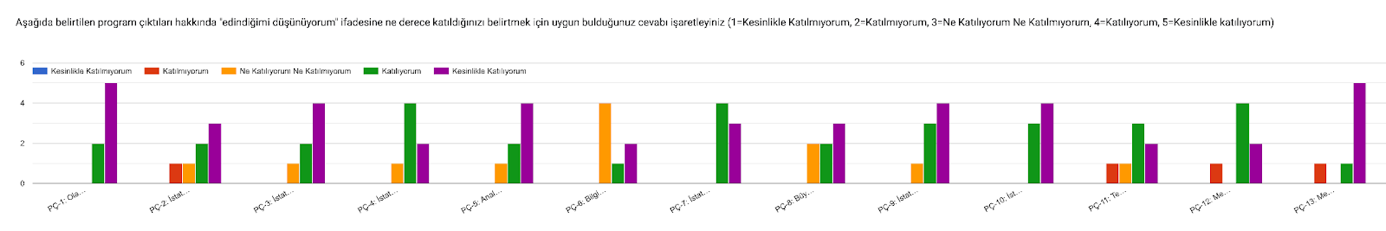 Aşağıda belirtilen program çıktıları hakkında "edindiğimi düşünüyorum" ifadesine ne derece katıldığınızı belirtmek için uygun bulduğunuz cevabı işaretleyiniz (1=Kesinlikle Katılmıyorum, 2=Katılmıyorum, 3=Ne Katılıyorum Ne Katılmıyorum, 4=Katılıyorum, 5=Kesinlikle katılıyorum)
6
Kesinlikle Katılmıyorum Katılmıyorum Ne Katılıyorum Ne Katılmıyorum Katılıyorum Kesinlikle Katılıyorum
4
2
0
PÇ-1: Ola... PÇ-2: İstat... PÇ-3: İstat... PÇ-4: İstat... PÇ-5: Anal... PÇ-6: Bilgi... PÇ-7: İstat... PÇ-8: Büy... PÇ-9: İstat... PÇ-10: İst... PÇ-11: Te... PÇ-12: Me... PÇ-13: Me...